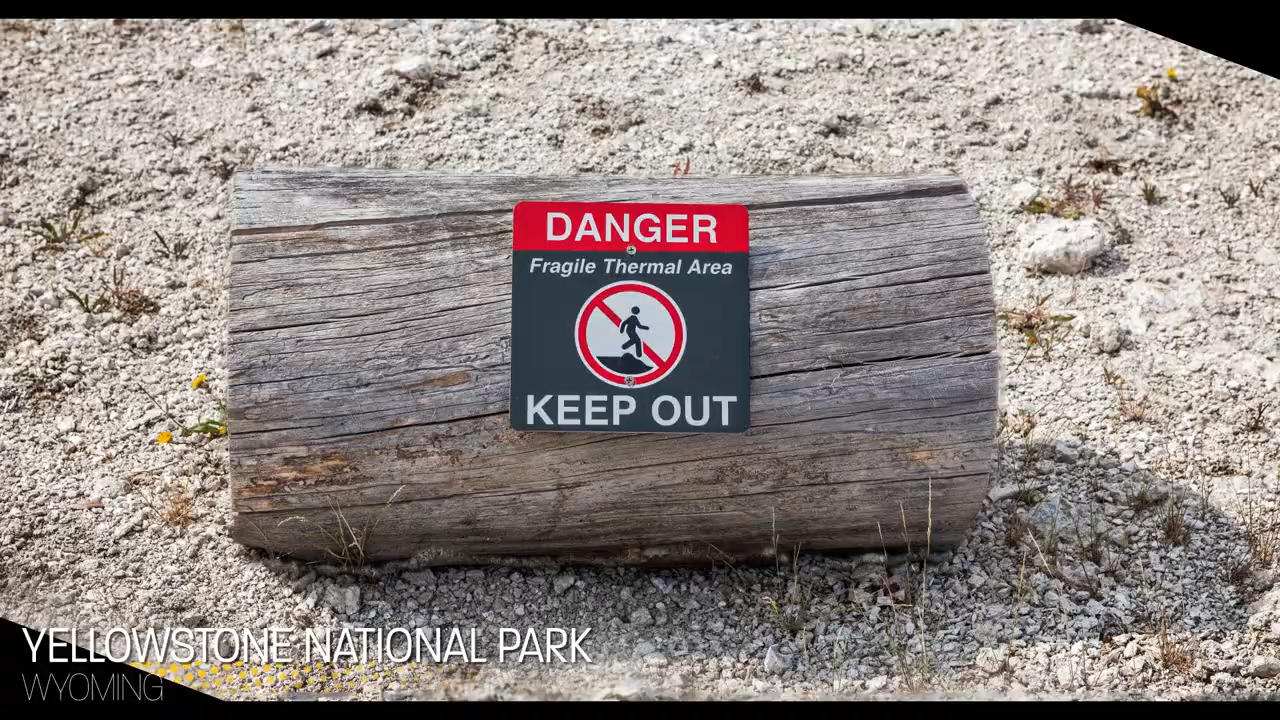 DANGER
Fragile Thermal Area
KEEP OUT
YELLOWSTONE NATIONAL PARK
WYOMING